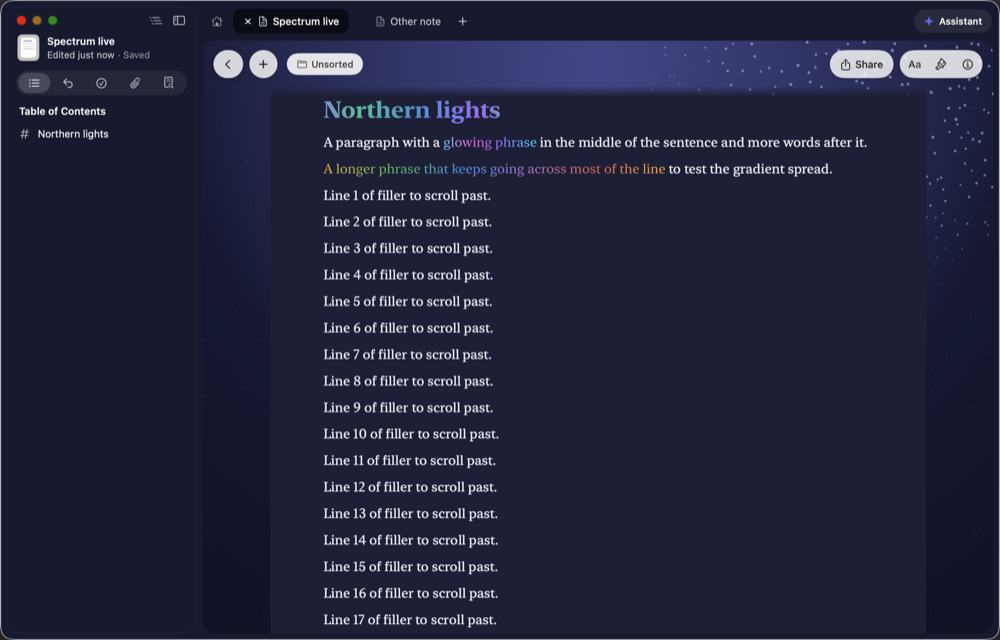 Spectrum live
Edited just now · Saved
Table of Contents
# Northern lights
Spectrum live
Other note
Assistant
Unsorted
Share
Aa
Northern lights
A paragraph with a glowing phrase in the middle of the sentence and more words after it.
A longer phrase that keeps going across most of the line to test the gradient spread.
Line 1 of filler to scroll past.
Line 2 of filler to scroll past.
Line 3 of filler to scroll past.
Line 4 of filler to scroll past.
Line 5 of filler to scroll past.
Line 6 of filler to scroll past.
Line 7 of filler to scroll past.
Line 8 of filler to scroll past.
Line 9 of filler to scroll past.
Line 10 of filler to scroll past.
Line 11 of filler to scroll past.
Line 12 of filler to scroll past.
Line 13 of filler to scroll past.
Line 14 of filler to scroll past.
Line 15 of filler to scroll past.
Line 16 of filler to scroll past.
Line 17 of filler to scroll past.